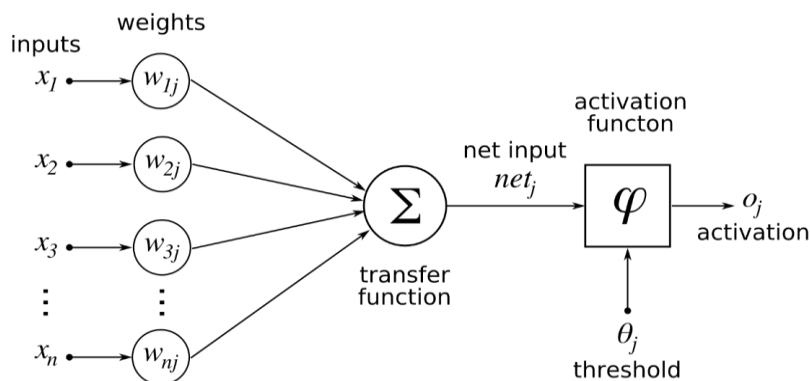 inputs
weights
x1
w1j
x2
w2j
x3
w3j
xn
wnj
Σ
transfer
function
net input
netj
activation
functon
φ
oj
activation
θj
threshold